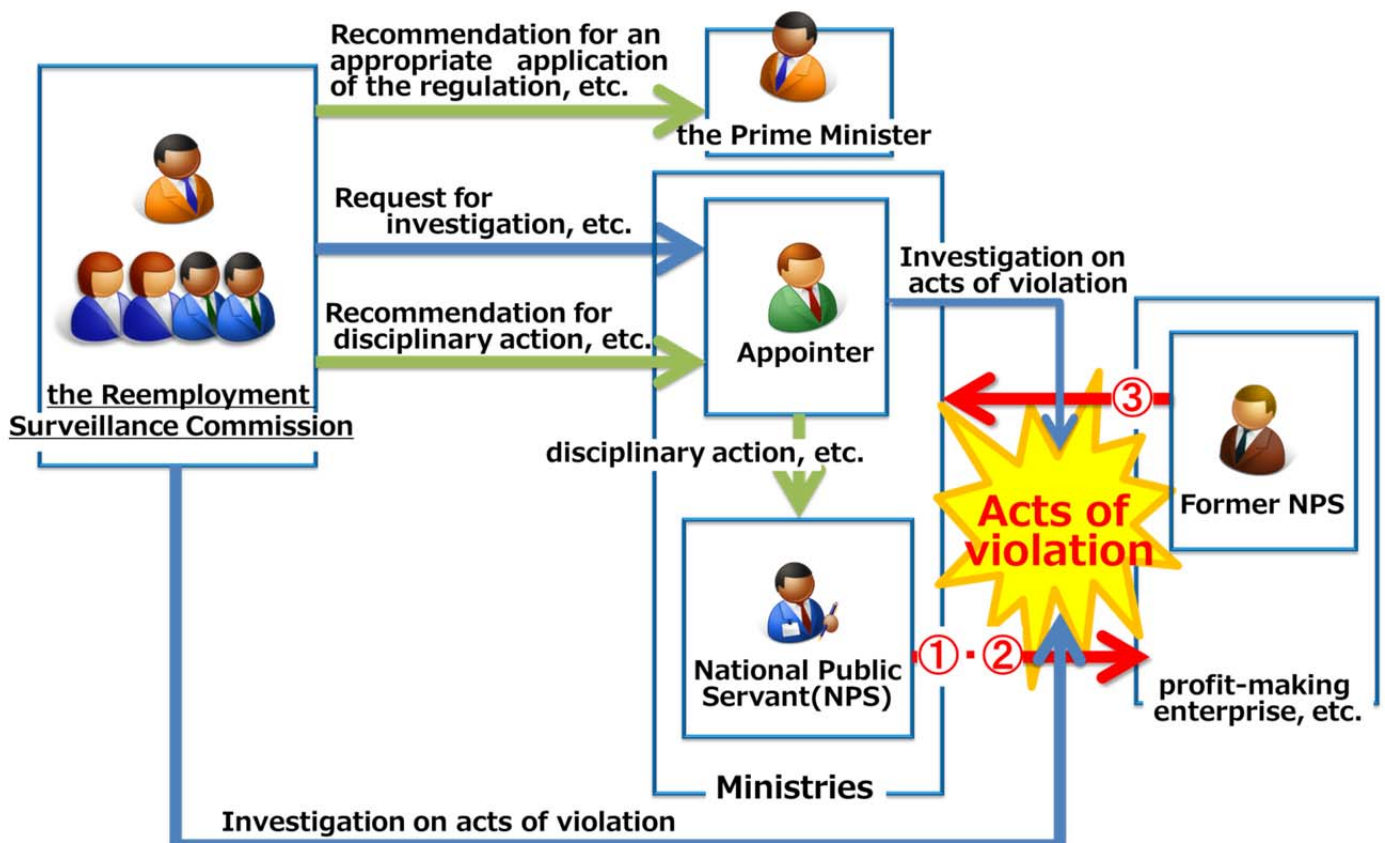 Recommendation for an
appropriate application
of the regulation, etc.
the Prime Minister
Request for
investigation, etc.
Recommendation for
disciplinary action, etc.
the Reemployment
Surveillance Commission
Appointer
Investigation on
acts of violation
disciplinary action, etc.
③
Former NPS
Acts of
violation
National Public
Servant(NPS)
①・②
profit-making
enterprise, etc.
Ministries
Investigation on acts of violation